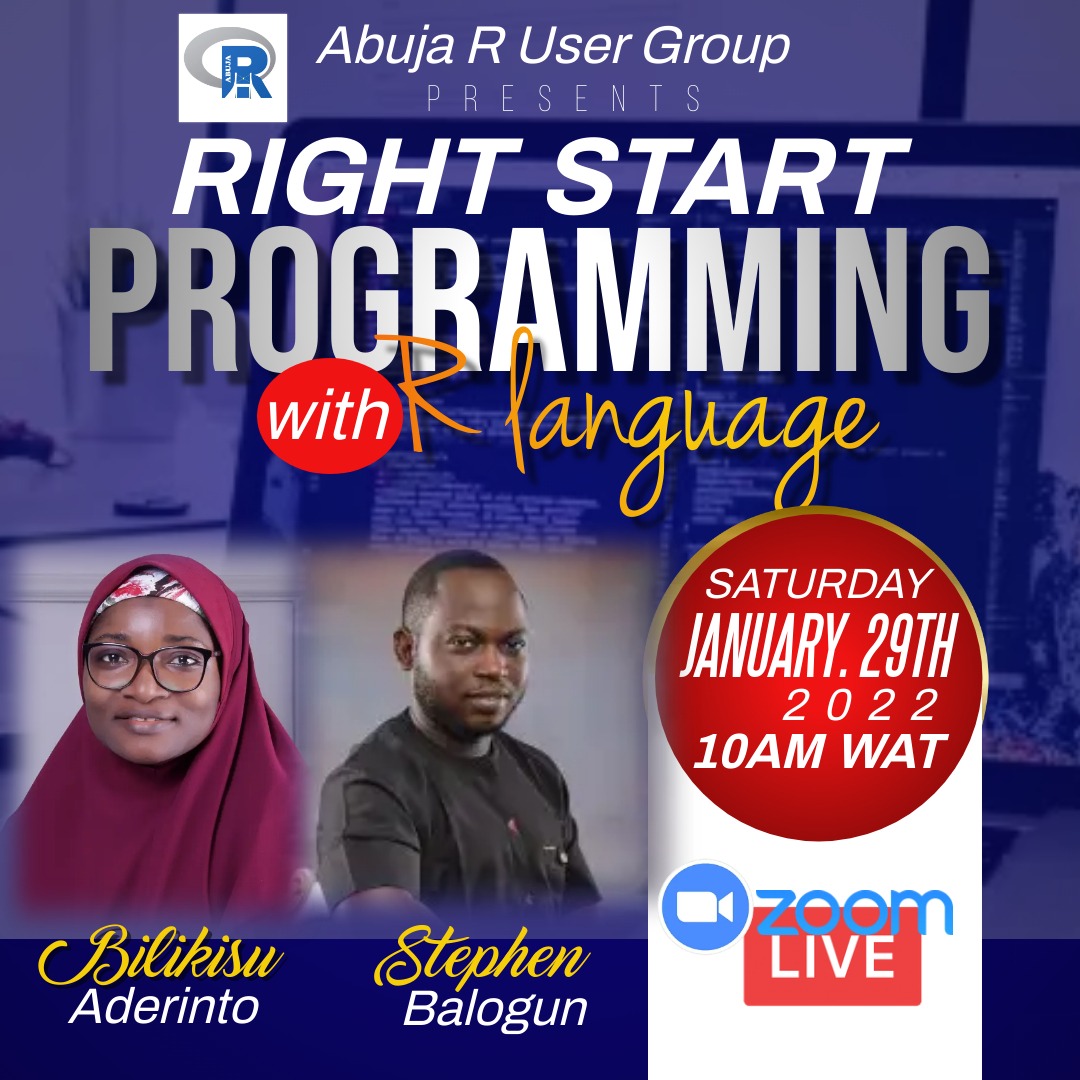 ABUJA
R
Abuja R User Group
PRESENTS
RIGHT START
PROGRAMMING
with R language
SATURDAY
JANUARY. 29TH
2022
10AM WAT
zoom
LIVE
Bilikisu
Aderinto
Stephen
Balogun